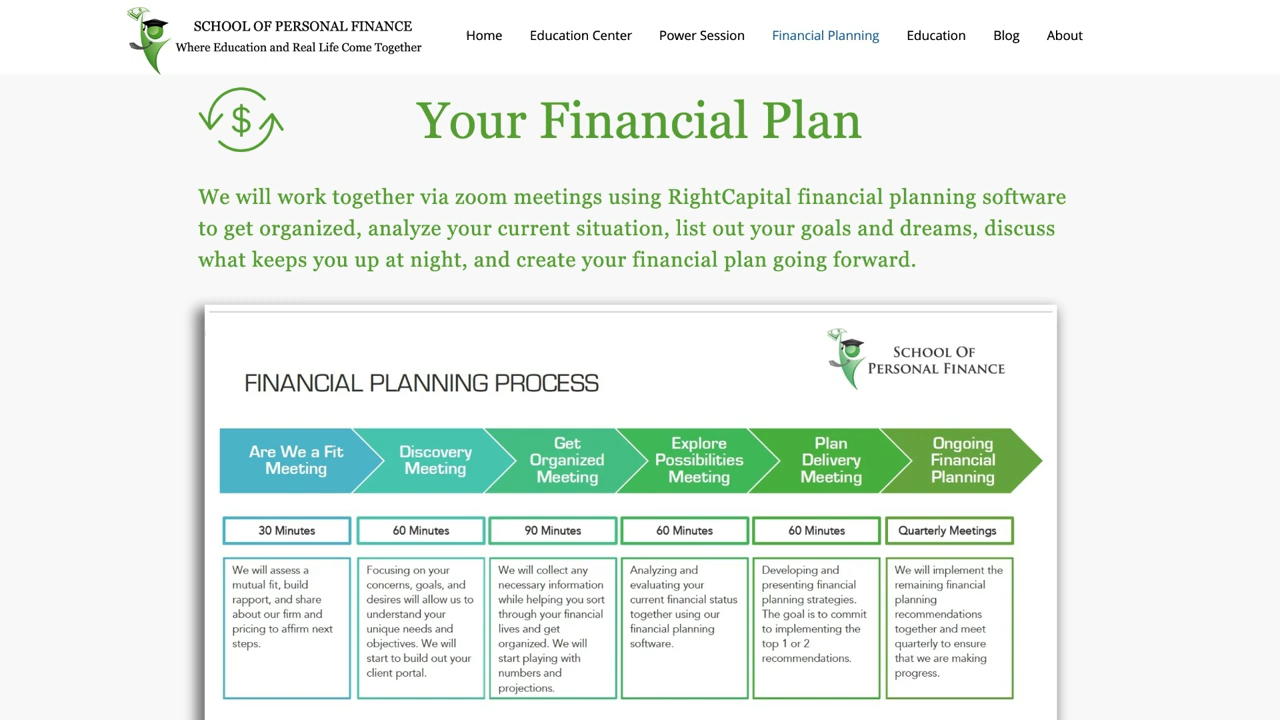 SCHOOL OF PERSONAL FINANCE
Where Education and Real Life Come Together
Home Education Center Power Session Financial Planning Education Blog About
$
Your Financial Plan
We will work together via zoom meetings using RightCapital financial planning software
to get organized, analyze your current situation, list out your goals and dreams, discuss
what keeps you up at night, and create your financial plan going forward.
SCHOOL OF
PERSONAL FINANCE
FINANCIAL PLANNING PROCESS
Are We a Fit
Meeting
Discovery
Meeting
Get
Organized
Meeting
Explore
Possibilities
Meeting
Plan
Delivery
Meeting
Ongoing
Financial
Planning
30 Minutes
60 Minutes
90 Minutes
60 Minutes
60 Minutes
Quarterly Meetings
We will assess a
mutual fit, build
rapport, and share
about our firm and
pricing to affirm next
steps.
Focusing on your
concerns, goals, and
desires will allow us to
understand your
unique needs and
objectives. We will
start to build out your
client portal.
We will collect any
necessary information
while helping you sort
through your financial
lives and get
organized. We will
start playing with
numbers and
projections.
Analyzing and
evaluating your
current financial status
together using our
financial planning
software.
Developing and
presenting financial
planning strategies.
The goal is to commit
to implementing the
top 1 or 2
recommendations.
We will implement the
remaining financial
planning
recommendations
together and meet
quarterly to ensure
that we are making
progress.